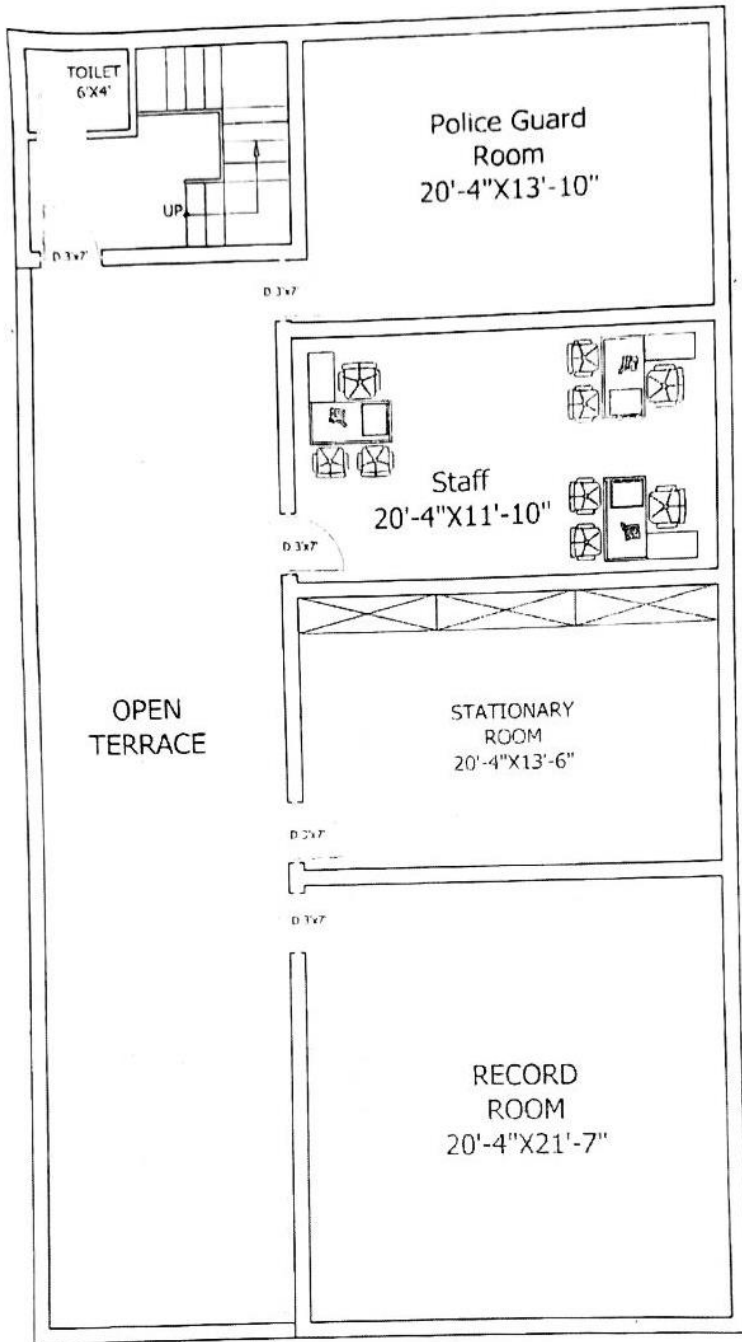 TOILET
6'X4'
Police Guard
Room
20'-4"X13'-10"
UP
D 3'x7'
D 3'x7'
Staff
20'-4"X11'-10"
D 3'x7'
OPEN
TERRACE
STATIONARY
ROOM
20'-4"X13'-6"
D 3'x7'
D 3'x7'
RECORD
ROOM
20'-4"X21'-7"